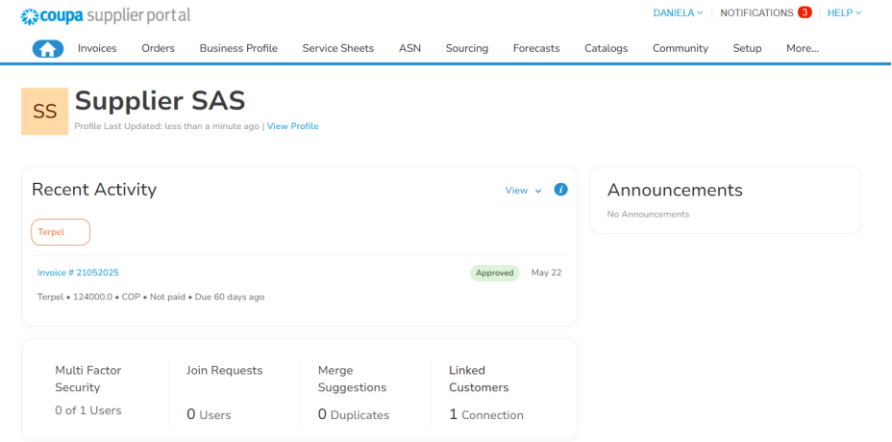 coupa supplier portal
DANIELA
NOTIFICATIONS 3
HELP
Invoices Orders Business Profile Service Sheets ASN Sourcing Forecasts Catalogs Community Setup More...
SS
Supplier SAS
Profile Last Updated: less than a minute ago | View Profile
Recent Activity
View
i
Terpel
Invoice # 21052025
Approved
May 22
Terpel • 124000.0 • COP • Not paid • Due 60 days ago
Announcements
No Announcements
Multi Factor
Security
0 of 1 Users
Join Requests
0 Users
Merge
Suggestions
0 Duplicates
Linked
Customers
1 Connection